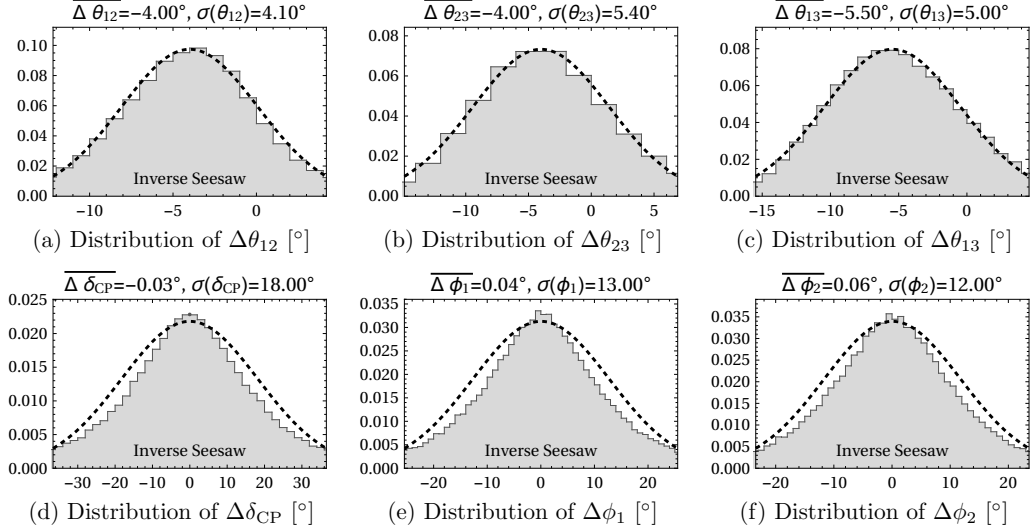 Δ θ12=−4.00°, σ(θ12)=4.10°
Δ θ23=−4.00°, σ(θ23)=5.40°
Δ θ13=−5.50°, σ(θ13)=5.00°
0.10
0.08
0.06
0.04
0.02
0.00
Inverse Seesaw
−10 −5 0
0.08
0.06
0.04
0.02
0.00
Inverse Seesaw
−10 −5 0 5
0.08
0.06
0.04
0.02
0.00
Inverse Seesaw
−15 −10 −5 0
(a) Distribution of Δθ12 [°]
(b) Distribution of Δθ23 [°]
(c) Distribution of Δθ13 [°]
Δ δCP=−0.03°, σ(δCP)=18.00°
Δ ϕ1=0.04°, σ(ϕ1)=13.00°
Δ ϕ2=0.06°, σ(ϕ2)=12.00°
0.025
0.020
0.015
0.010
0.005
0.000
Inverse Seesaw
−30 −20 −10 0 10 20 30
0.035
0.030
0.025
0.020
0.015
0.010
0.005
0.000
Inverse Seesaw
−20 −10 0 10 20
0.035
0.030
0.025
0.020
0.015
0.010
0.005
0.000
Inverse Seesaw
−20 −10 0 10 20
(d) Distribution of ΔδCP [°]
(e) Distribution of Δϕ1 [°]
(f) Distribution of Δϕ2 [°]